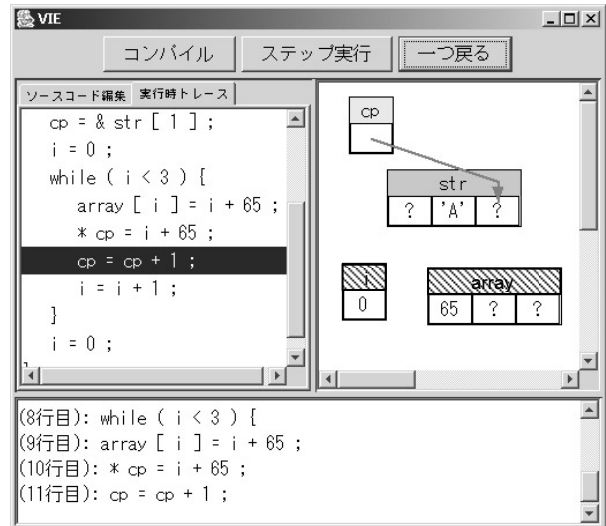 VIE
コンパイル ステップ実行 一つ戻る
ソースコード編集 実行時トレース
cp = & str [ 1 ] ;
i = 0 ;
while ( i < 3 ) {
array [ i ] = i + 65 ;
* cp = i + 65 ;
cp = cp + 1 ;
i = i + 1 ;
}
i = 0 ;
cp
str
? 'A' ?
i
0
array
65 ? ?
(8行目): while ( i < 3 ) {
(9行目): array [ i ] = i + 65 ;
(10行目): * cp = i + 65 ;
(11行目): cp = cp + 1 ;